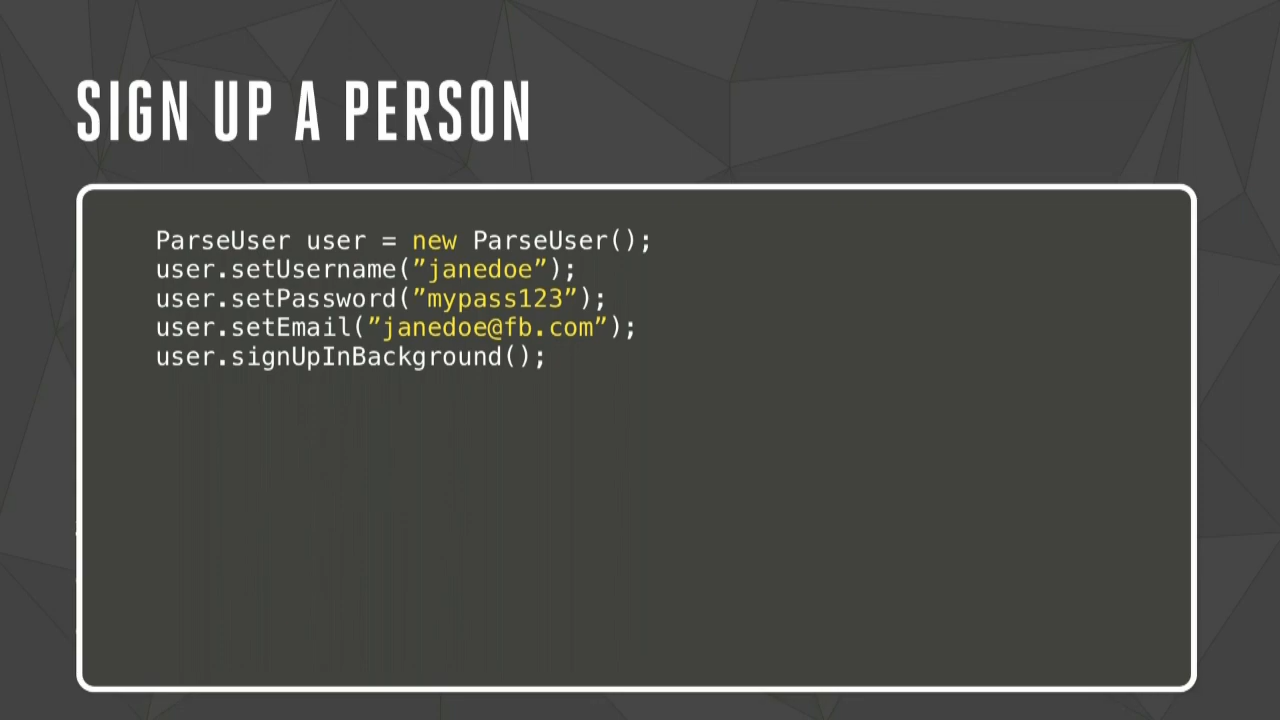 SIGN UP A PERSON
ParseUser user = new ParseUser();
user.setUsername(”janedoe”);
user.setPassword(”mypass123”);
user.setEmail(”janedoe@fb.com”);
user.signUpInBackground();